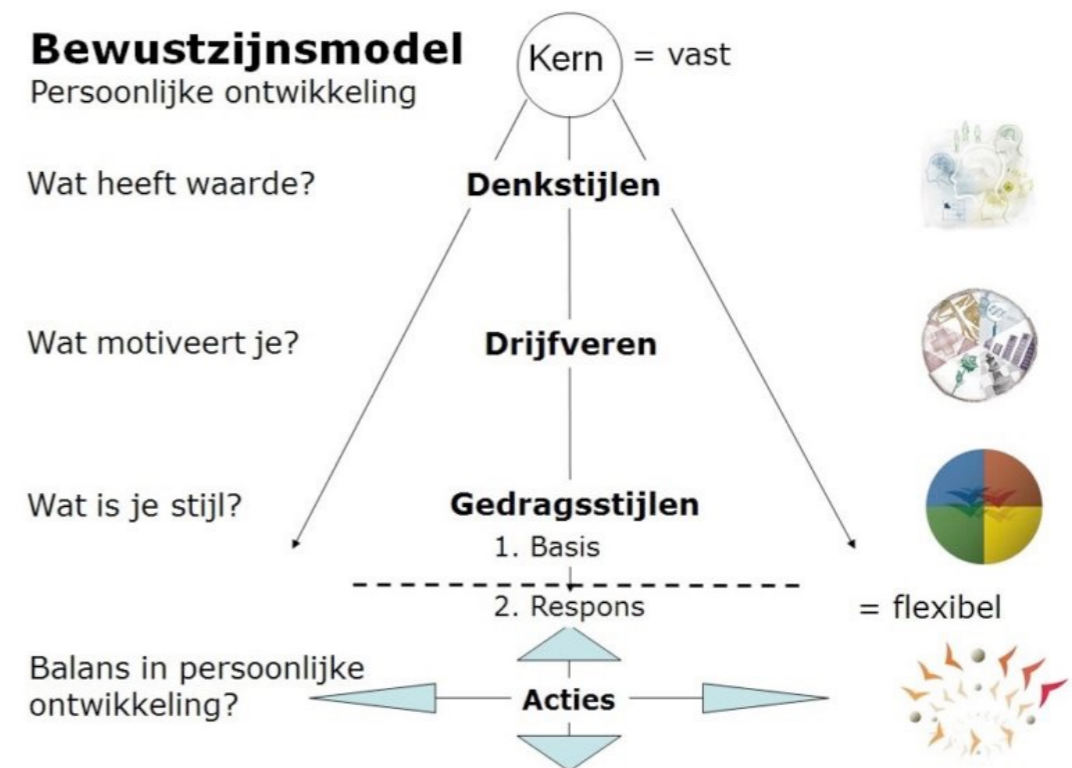 Bewustzijnsmodel
Persoonlijke ontwikkeling
Kern = vast
Wat heeft waarde? Denkstijlen
Wat motiveert je? Drijfveren
Wat is je stijl? Gedragsstijlen
1. Basis
2. Respons = flexibel
Balans in persoonlijke
ontwikkeling?
Acties